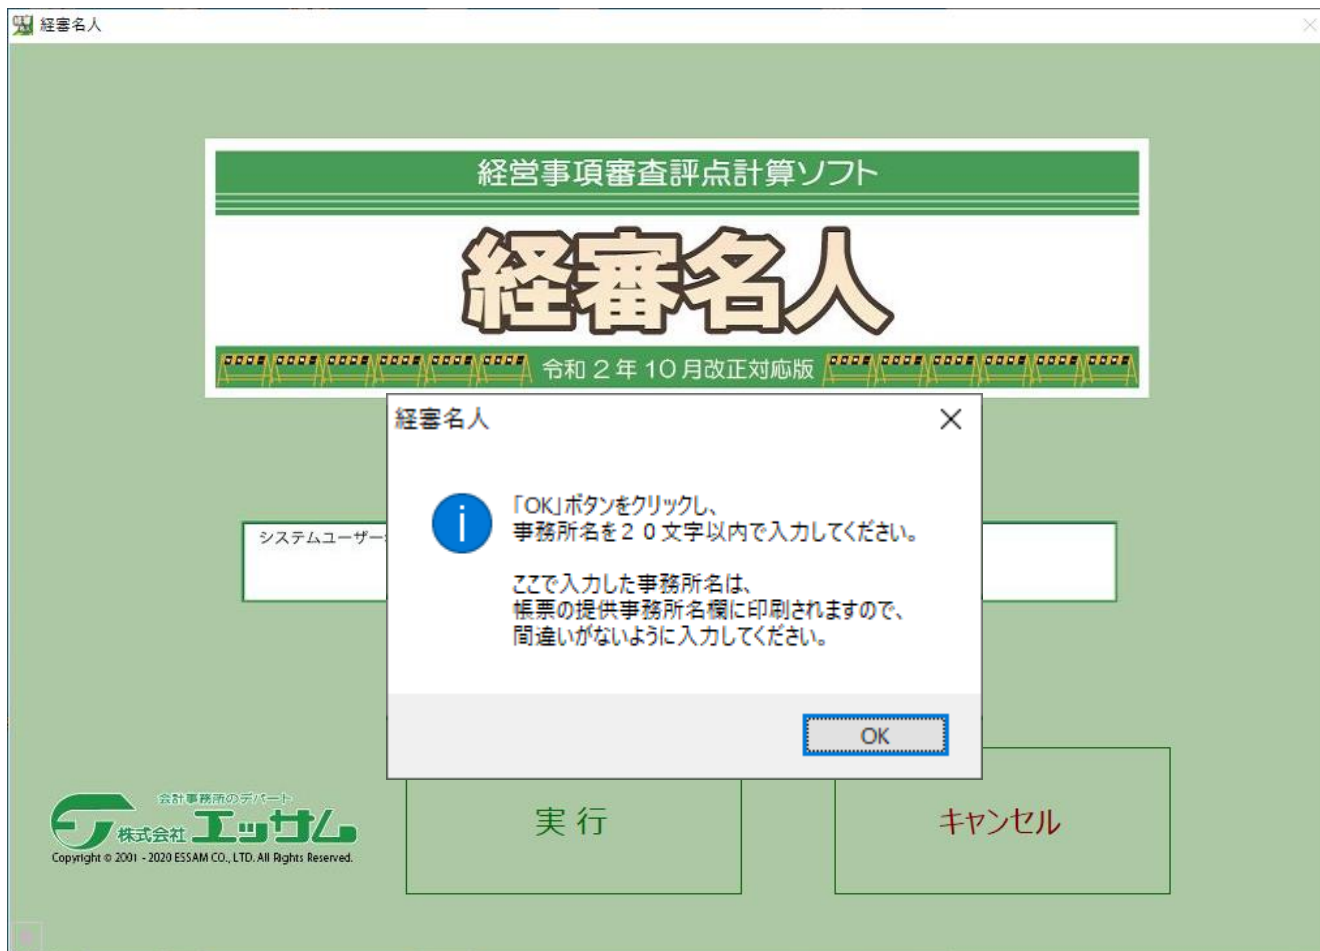 経審名人
経営事項審査評点計算ソフト
経審名人
令和2年10月改正対応版
経審名人
「OK」ボタンをクリックし、
事務所名を20文字以内で入力してください。
ここで入力した事務所名は、
帳票の提供事務所名欄に印刷されますので、
間違いがないように入力してください。
OK
システムユーザー
実行
キャンセル
会計事務所のデパート
株式会社 エッサム
Copyright © 2001 - 2020 ESSAM CO., LTD. All Rights Reserved.